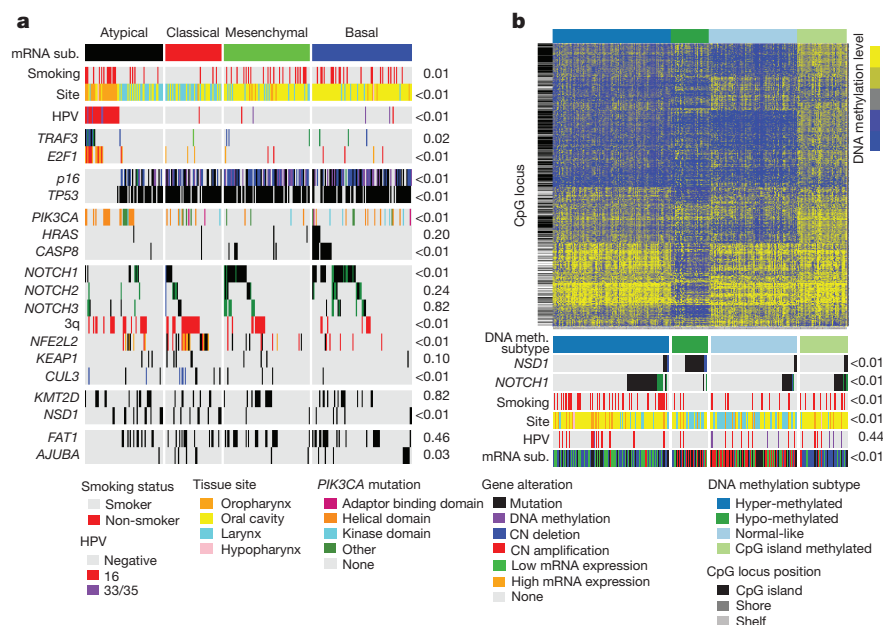 a
Atypical Classical Mesenchymal Basal
mRNA sub.
Smoking 0.01
Site <0.01
HPV <0.01
TRAF3 0.02
E2F1 <0.01
p16 <0.01
TP53 <0.01
PIK3CA <0.01
HRAS 0.20
CASP8 <0.01
NOTCH1 <0.01
NOTCH2 0.24
NOTCH3 0.82
3q <0.01
NFE2L2 <0.01
KEAP1 0.10
CUL3 <0.01
KMT2D 0.82
NSD1 <0.01
FAT1 0.46
AJUBA 0.03
Smoking status
Smoker
Non-smoker
HPV
Negative
16
33/35
Tissue site
Oropharynx
Oral cavity
Larynx
Hypopharynx
PIK3CA mutation
Adaptor binding domain
Helical domain
Kinase domain
Other
None
Gene alteration
Mutation
DNA methylation
CN deletion
CN amplification
Low mRNA expression
High mRNA expression
None
b
CpG locus
DNA methylation level
DNA meth.
subtype
NSD1 <0.01
NOTCH1 <0.01
Smoking <0.01
Site <0.01
HPV 0.44
mRNA sub. <0.01
DNA methylation subtype
Hyper-methylated
Hypo-methylated
Normal-like
CpG island methylated
CpG locus position
CpG island
Shore
Shelf